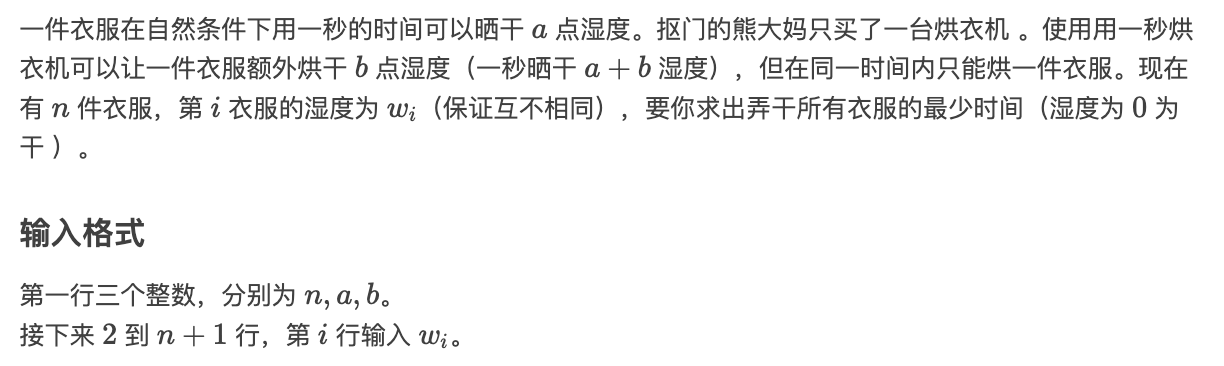 一件衣服在自然条件下用一秒的时间可以晒干 a 点湿度。抠门的熊大妈只买了一台烘衣机 。使用用一秒烘
衣机可以让一件衣服额外烘干 b 点湿度（一秒晒干 a + b 湿度），但在同一时间内只能烘一件衣服。现在
有 n 件衣服，第 i 衣服的湿度为 w_i（保证互不相同），要你求出弄干所有衣服的最少时间（湿度为 0 为
干 ）。
输入格式
第一行三个整数，分别为 n, a, b。
接下来 2 到 n + 1 行，第 i 行输入 w_i。